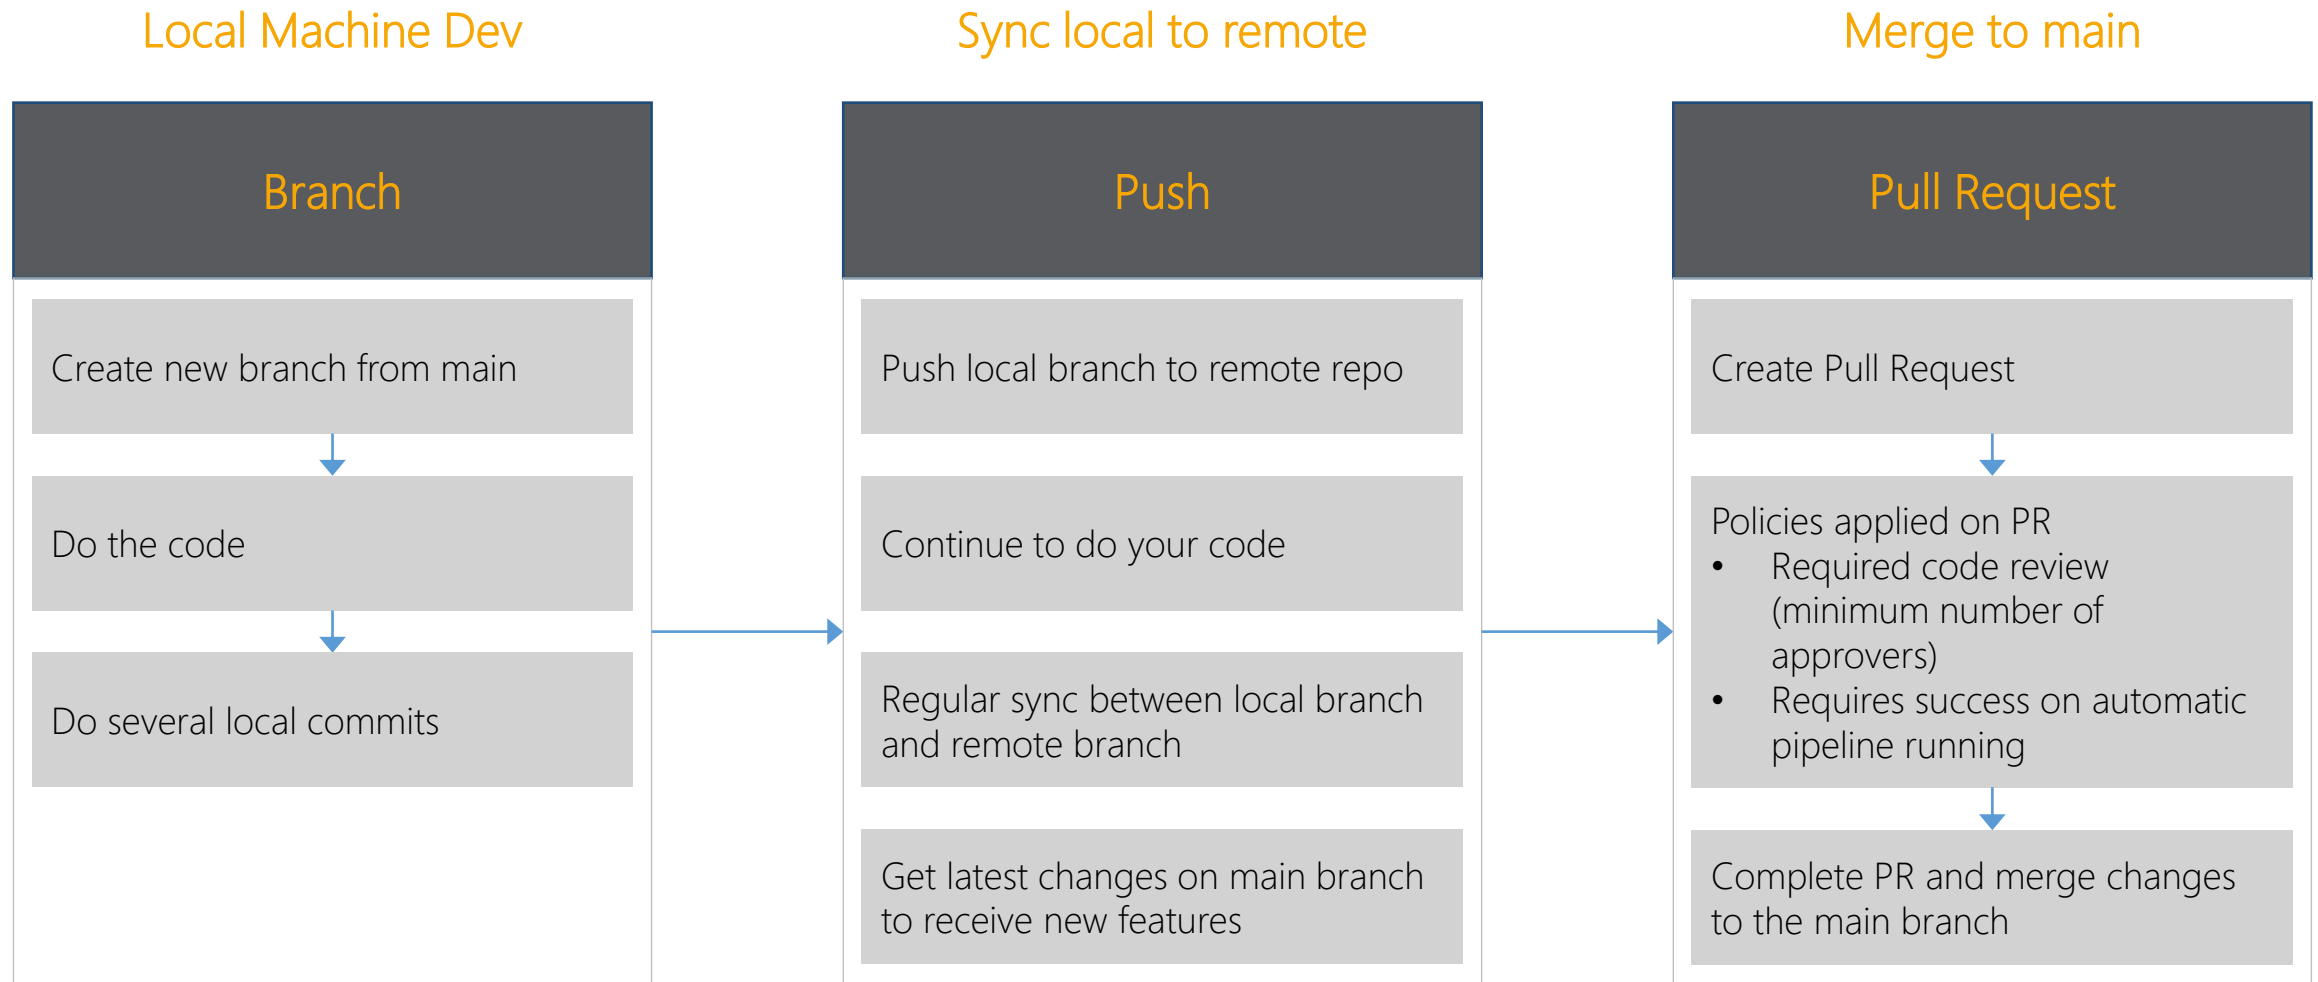 Local Machine Dev
Sync local to remote
Merge to main
Branch
Create new branch from main
Do the code
Do several local commits
Push
Push local branch to remote repo
Continue to do your code
Regular sync between local branch
and remote branch
Get latest changes on main branch
to receive new features
Pull Request
Create Pull Request
Policies applied on PR
• Required code review
(minimum number of
approvers)
• Requires success on automatic
pipeline running
Complete PR and merge changes
to the main branch